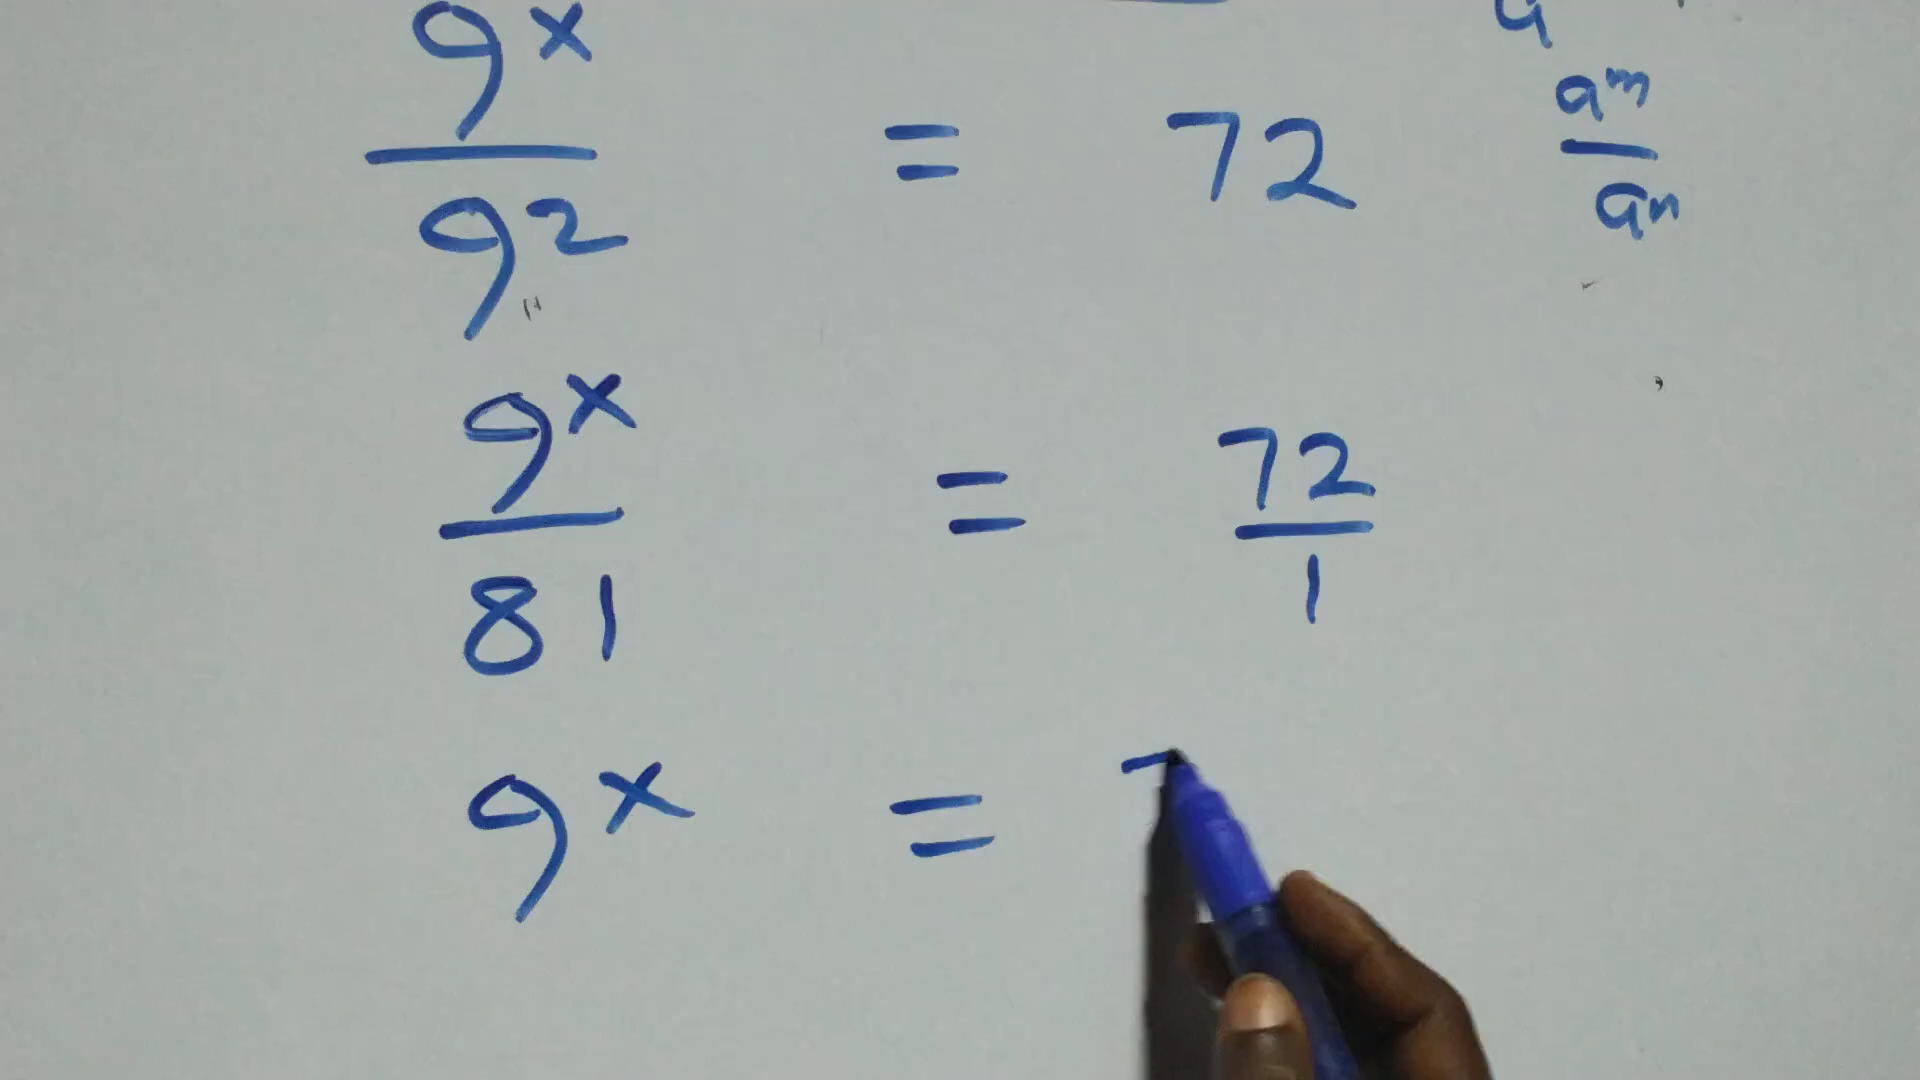 9^x / 9^2 = 72
a^m / a^n
9^x / 81 = 72 / 1
9^x =